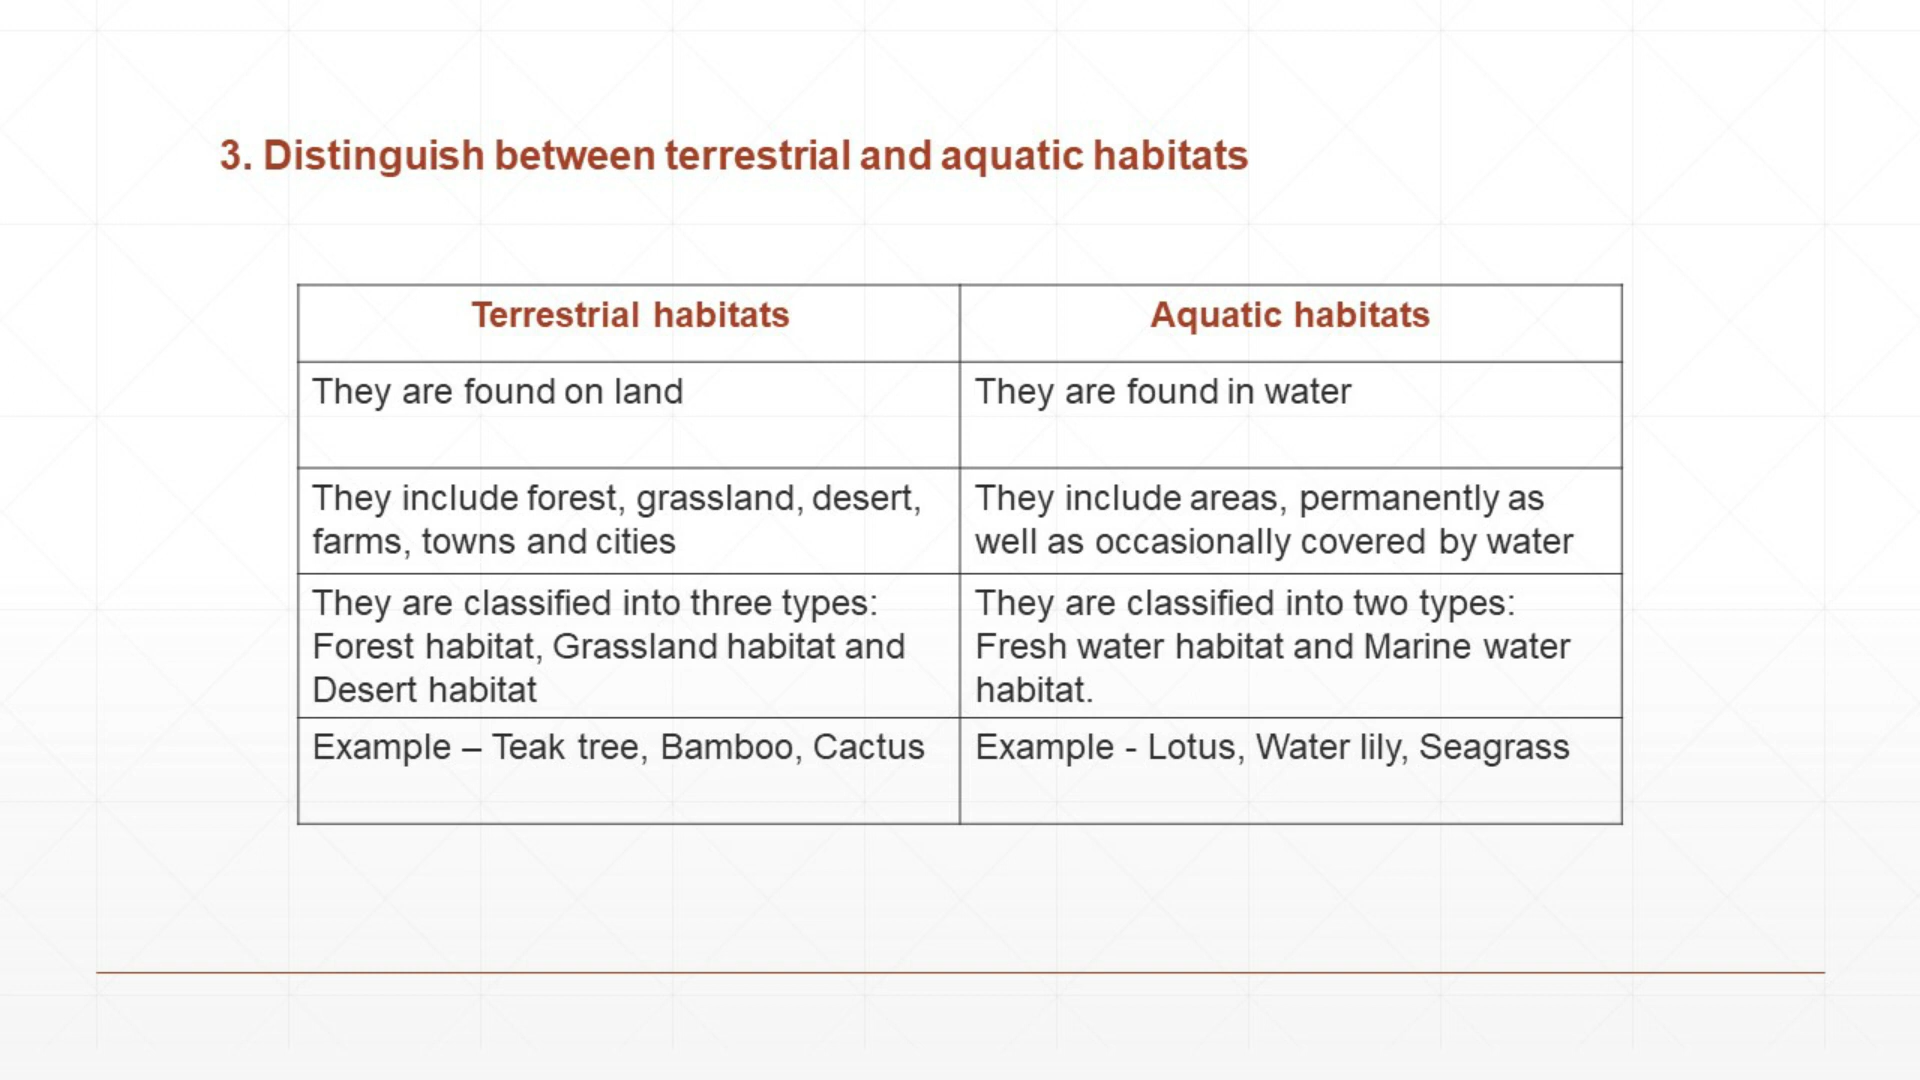 3. Distinguish between terrestrial and aquatic habitats
Terrestrial habitats
Aquatic habitats
They are found on land
They are found in water
They include forest, grassland, desert,
farms, towns and cities
They include areas, permanently as
well as occasionally covered by water
They are classified into three types:
Forest habitat, Grassland habitat and
Desert habitat
They are classified into two types:
Fresh water habitat and Marine water
habitat.
Example – Teak tree, Bamboo, Cactus
Example - Lotus, Water lily, Seagrass